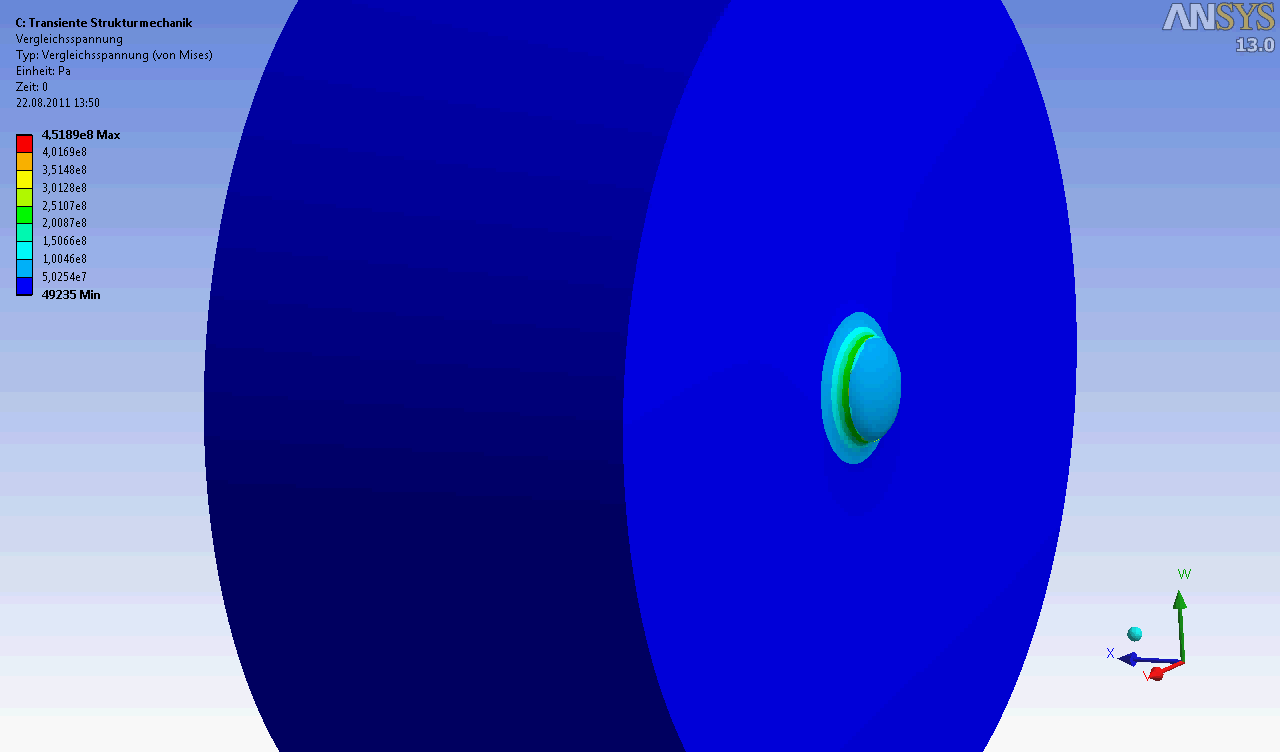 C: Transiente Strukturmechanik
Vergleichsspannung
Typ: Vergleichsspannung (von Mises)
Einheit: Pa
Zeit: 0
22.08.2011 13:50
4,5189e8 Max
4,0169e8
3,5148e8
3,0128e8
2,5107e8
2,0087e8
1,5066e8
1,0046e8
5,0254e7
49235 Min
ANSYS
13.0
W
X
V